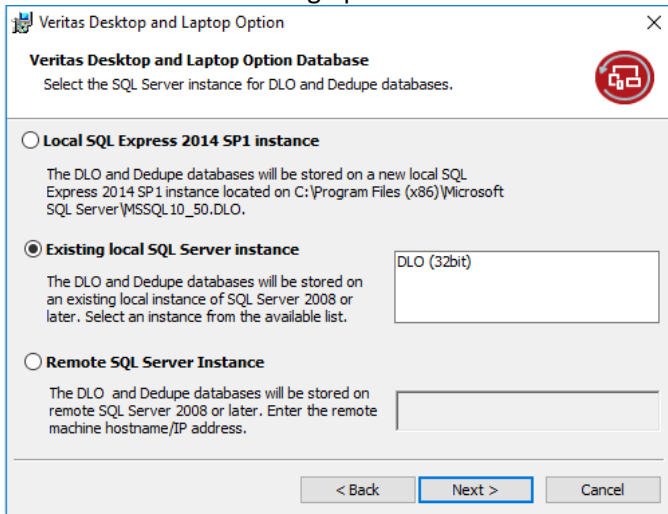 Veritas Desktop and Laptop Option
Veritas Desktop and Laptop Option Database
Select the SQL Server instance for DLO and Dedupe databases.
Local SQL Express 2014 SP1 instance
The DLO and Dedupe databases will be stored on a new local SQL
Express 2014 SP1 instance located on C:\Program Files (x86)\Microsoft
SQL Server\MSSQL10_50.DLO.
Existing local SQL Server instance
The DLO and Dedupe databases will be stored on
an existing local instance of SQL Server 2008 or
later. Select an instance from the available list.
DLO (32bit)
Remote SQL Server Instance
The DLO and Dedupe databases will be stored on
remote SQL Server 2008 or later. Enter the remote
machine hostname/IP address.
< Back
Next >
Cancel